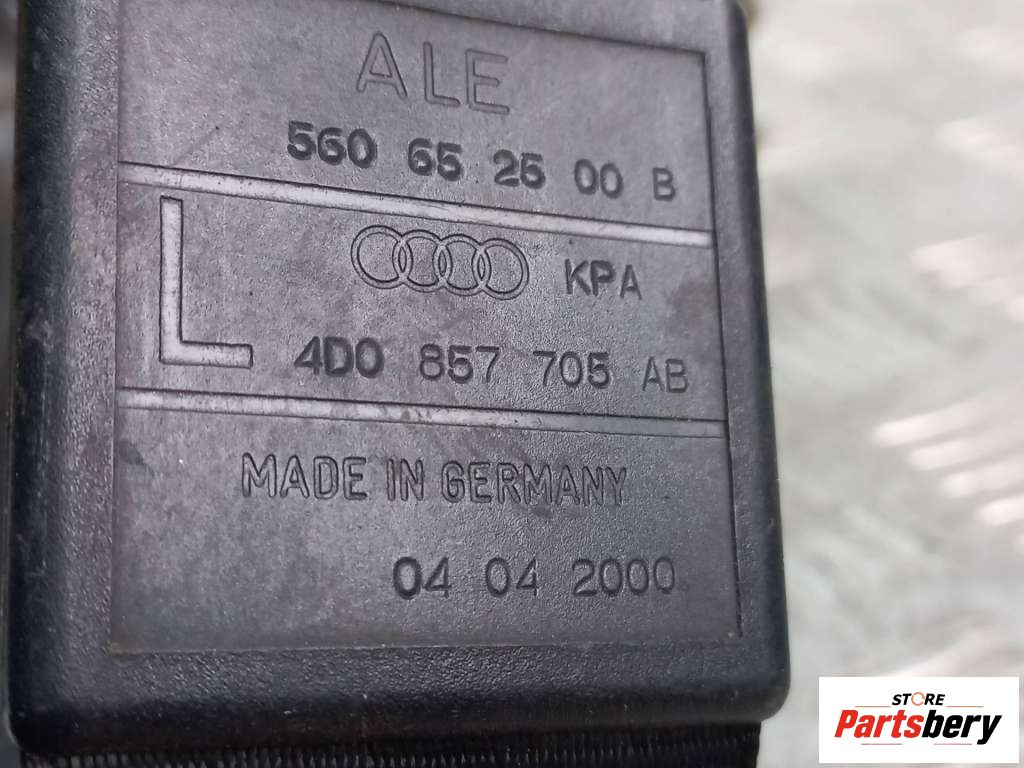 ALE
560 65 25 00 B
L
KPA
4D0 857 705 AB
MADE IN GERMANY
04 04 2000
STORE
Partsbery